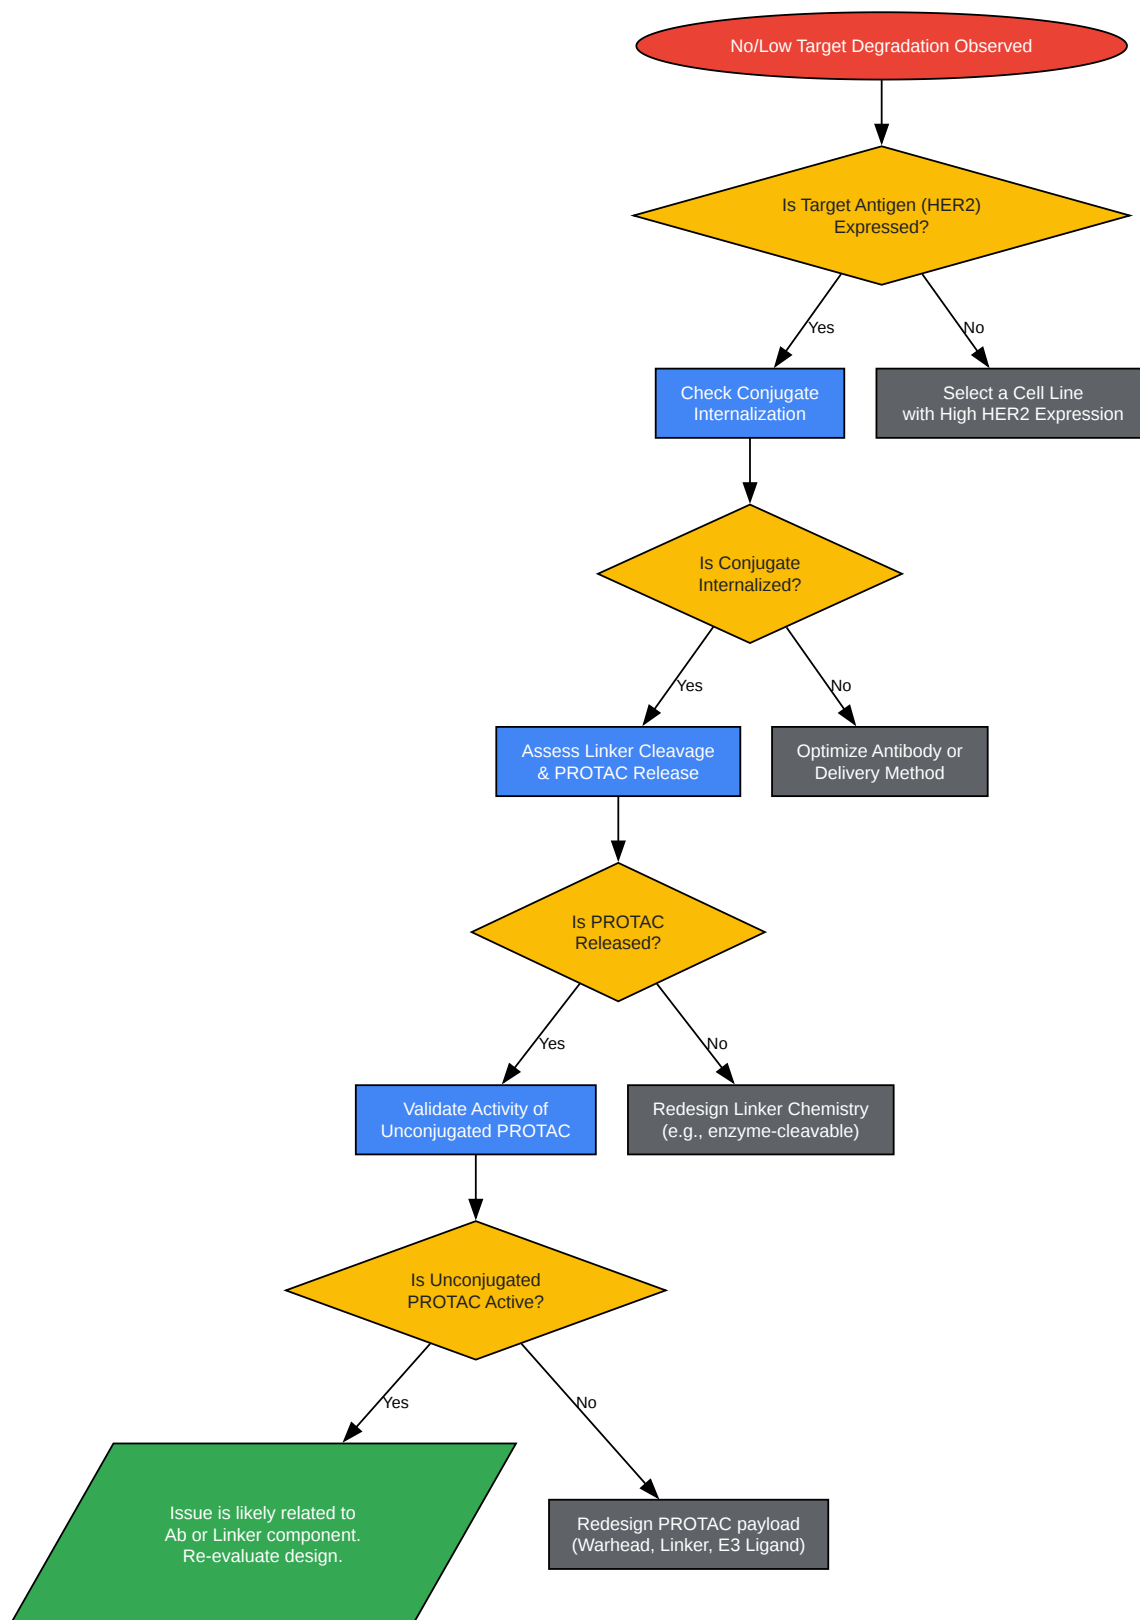 No/Low Target Degradation Observed
Is Target Antigen (HER2)
Expressed?
Yes
No
Check Conjugate
Internalization
Select a Cell Line
with High HER2 Expression
Is Conjugate
Internalized?
Yes
No
Assess Linker Cleavage
& PROTAC Release
Optimize Antibody or
Delivery Method
Is PROTAC
Released?
Yes
No
Validate Activity of
Unconjugated PROTAC
Redesign Linker Chemistry
(e.g., enzyme-cleavable)
Is Unconjugated
PROTAC Active?
Yes
No
Issue is likely related to
Ab or Linker component.
Re-evaluate design.
Redesign PROTAC payload
(Warhead, Linker, E3 Ligand)